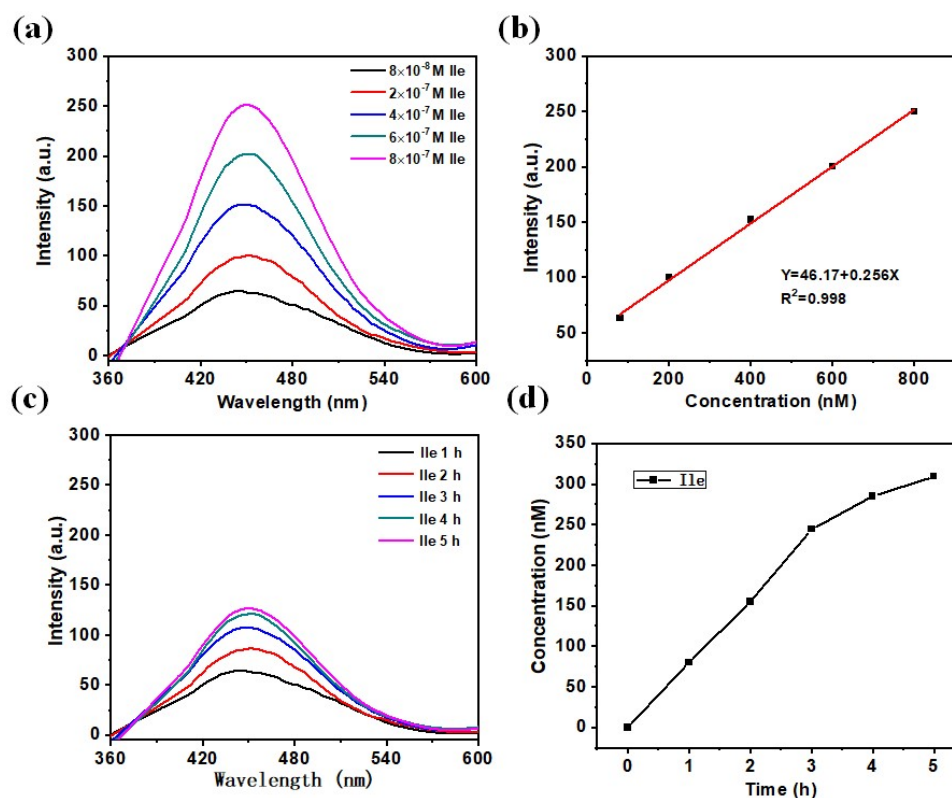 (a)
300
250
200
150
100
50
0
Intensity (a.u.)
8×10⁻⁸ M Ile
2×10⁻⁷ M Ile
4×10⁻⁷ M Ile
6×10⁻⁷ M Ile
8×10⁻⁷ M Ile
360 420 480 540 600
Wavelength (nm)
(b)
300
250
200
150
100
50
Intensity (a.u.)
Y=46.17+0.256X
R²=0.998
0 200 400 600 800
Concentration (nM)
(c)
300
250
200
150
100
50
0
Intensity (a.u.)
Ile 1 h
Ile 2 h
Ile 3 h
Ile 4 h
Ile 5 h
360 420 480 540 600
Wavelength (nm)
(d)
350
300
250
200
150
100
50
0
Concentration (nM)
Ile
0 1 2 3 4 5
Time (h)